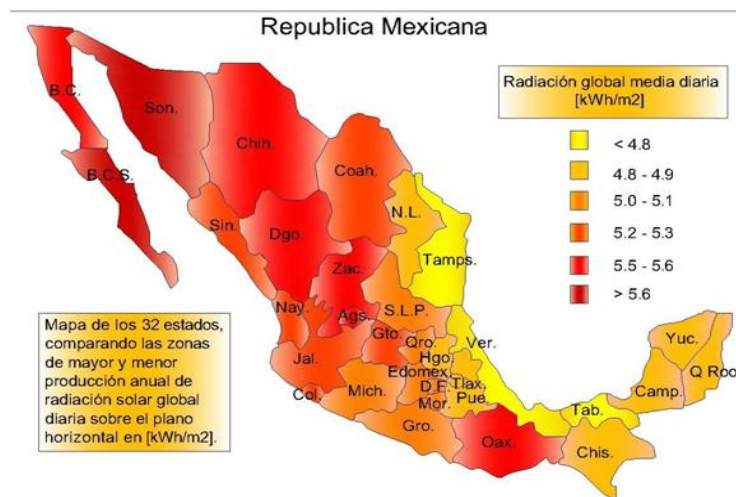 Republica Mexicana
Radiación global media diaria
[kWh/m2]
< 4.8
4.8 - 4.9
5.0 - 5.1
5.2 - 5.3
5.5 - 5.6
> 5.6
B.C.
Son.
Chih.
B.C.S.
Coah.
Sin.
N.L.
Dgo.
Tamps.
Zac.
Nay.
Ags.
S.L.P.
Gto.
Qro.
Ver.
Jal.
Hgo.
Edomex.
Col.
Mich.
D.F.
Tlax.
Mor.
Pue.
Gro.
Oax.
Tab.
Chis.
Camp.
Yuc.
Q Roo
Mapa de los 32 estados,
comparando las zonas
de mayor y menor
producción anual de
radiación solar global
diaria sobre el plano
horizontal en [kWh/m2].